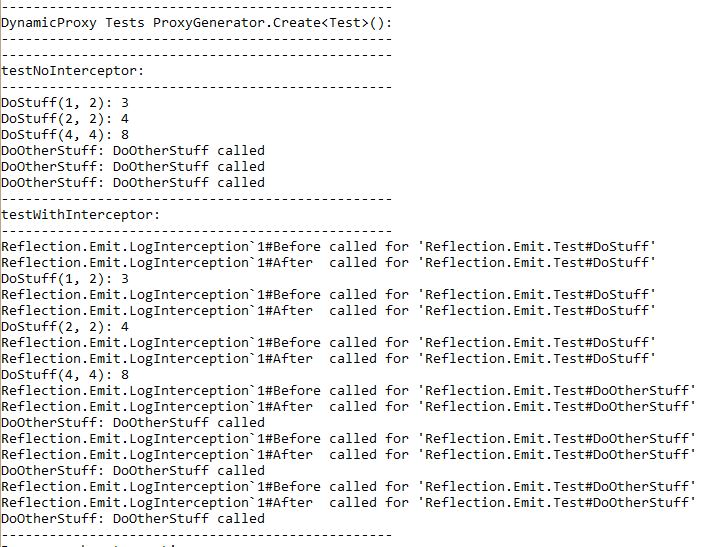 -------------------------------------------------
DynamicProxy Tests ProxyGenerator.Create<Test>():
-------------------------------------------------
-------------------------------------------------
testNoInterceptor:
-------------------------------------------------
DoStuff(1, 2): 3
DoStuff(2, 2): 4
DoStuff(4, 4): 8
DoOtherStuff: DoOtherStuff called
DoOtherStuff: DoOtherStuff called
DoOtherStuff: DoOtherStuff called
-------------------------------------------------
testWithInterceptor:
-------------------------------------------------
Reflection.Emit.LogInterception`1#Before called for 'Reflection.Emit.Test#DoStuff'
Reflection.Emit.LogInterception`1#After  called for 'Reflection.Emit.Test#DoStuff'
DoStuff(1, 2): 3
Reflection.Emit.LogInterception`1#Before called for 'Reflection.Emit.Test#DoStuff'
Reflection.Emit.LogInterception`1#After  called for 'Reflection.Emit.Test#DoStuff'
DoStuff(2, 2): 4
Reflection.Emit.LogInterception`1#Before called for 'Reflection.Emit.Test#DoStuff'
Reflection.Emit.LogInterception`1#After  called for 'Reflection.Emit.Test#DoStuff'
DoStuff(4, 4): 8
Reflection.Emit.LogInterception`1#Before called for 'Reflection.Emit.Test#DoOtherStuff'
Reflection.Emit.LogInterception`1#After  called for 'Reflection.Emit.Test#DoOtherStuff'
DoOtherStuff: DoOtherStuff called
Reflection.Emit.LogInterception`1#Before called for 'Reflection.Emit.Test#DoOtherStuff'
Reflection.Emit.LogInterception`1#After  called for 'Reflection.Emit.Test#DoOtherStuff'
DoOtherStuff: DoOtherStuff called
Reflection.Emit.LogInterception`1#Before called for 'Reflection.Emit.Test#DoOtherStuff'
Reflection.Emit.LogInterception`1#After  called for 'Reflection.Emit.Test#DoOtherStuff'
DoOtherStuff: DoOtherStuff called
-------------------------------------------------